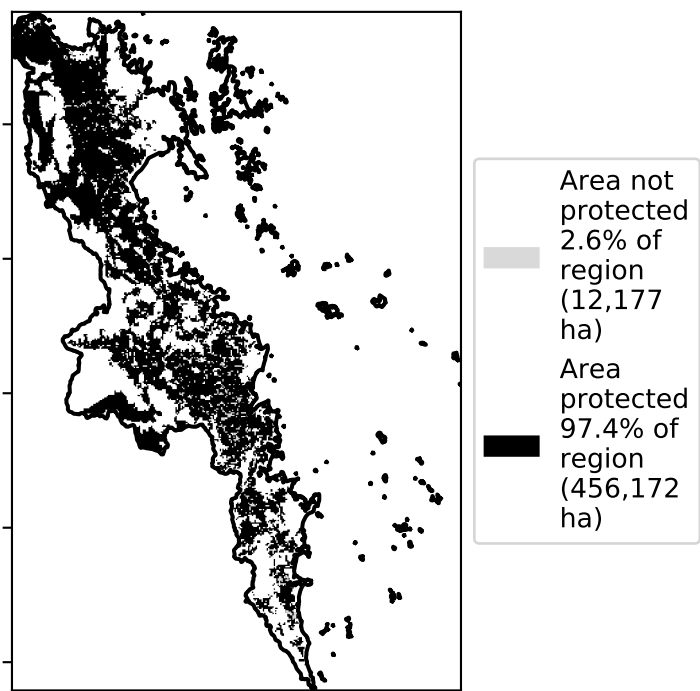 Area not
protected
2.6% of
region
(12,177
ha)
Area
protected
97.4% of
region
(456,172
ha)